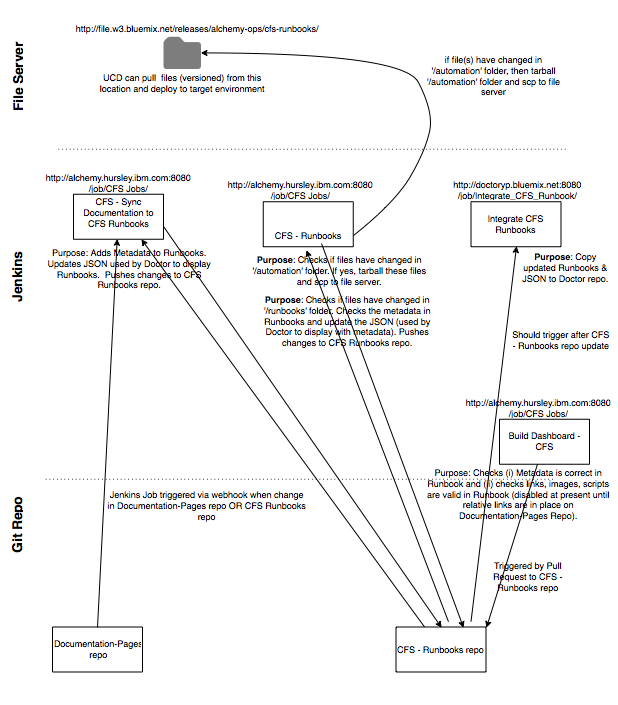 File Server
http://file.w3.bluemix.net/releases/alchemy-ops/cfs-runbooks/
UCD can pull files (versioned) from this
location and deploy to target environment
if file(s) have changed in
'/automation' folder, then tarball
'/automation' folder and scp to file
server
Jenkins
http://alchemy.hursley.ibm.com:8080
/job/CFS Jobs/
CFS - Sync
Documentation to
CFS Runbooks
Purpose: Adds Metadata to Runbooks.
Updates JSON used by Doctor to display
Runbooks. Pushes changes to CFS
Runbooks repo.
http://alchemy.hursley.ibm.com:8080
/job/CFS Jobs/
CFS - Runbooks
Purpose: Checks if files have changed in
'/automation' folder. If yes, tarball these files
and scp to file server.
Purpose: Checks if files have changed in
'/runbooks' folder. Checks the metadata in
Runbooks and update the JSON (used by
Doctor to display with metadata). Pushes
changes to CFS Runbooks repo.
http://doctoryp.bluemix.net:8080
/job/Integrate_CFS_Runbook/
Integrate CFS
Runbooks
Purpose: Copy
updated Runbooks &
JSON to Doctor repo.
Should trigger after CFS
- Runbooks repo update
http://alchemy.hursley.ibm.com:8080
/job/CFS Jobs/
Build Dashboard -
CFS
Purpose: Checks (i) Metadata is correct in
Runbook and (ii) checks links, images, scripts
are valid in Runbook (disabled at present until
relative links are in place on
Documentation-Pages Repo).
Git Repo
Jenkins Job triggered via webhook when change
in Documentation-Pages repo OR CFS Runbooks
repo
Triggered by Pull
Request to CFS -
Runbooks repo
Documentation-Pages
repo
CFS - Runbooks repo